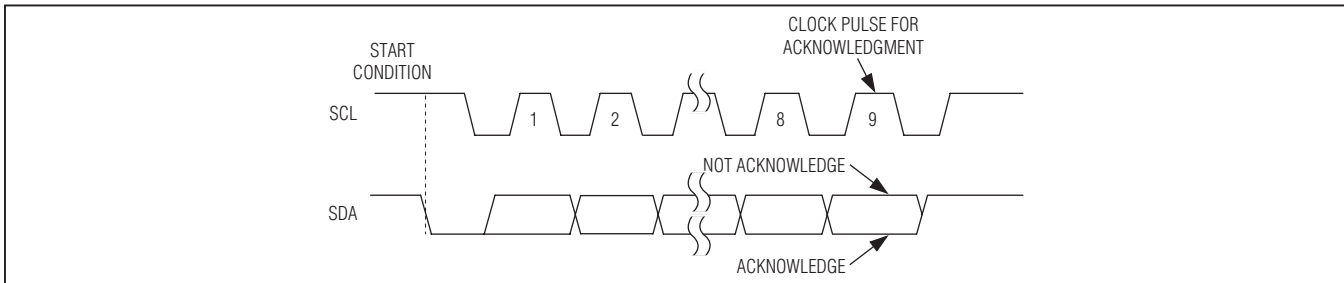 CLOCK PULSE FOR
ACKNOWLEDGMENT
START
CONDITION
SCL
1
2
8
9
NOT ACKNOWLEDGE
SDA
ACKNOWLEDGE